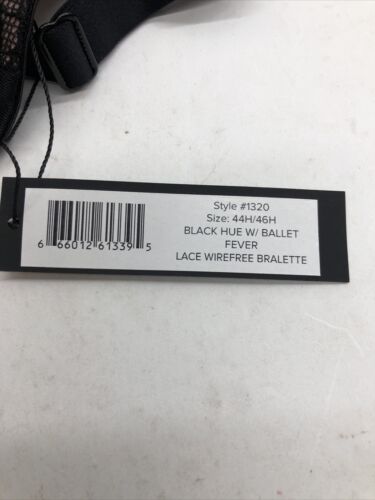 Style #1320
Size: 44H/46H
BLACK HUE W/ BALLET
FEVER
LACE WIREFREE BRALETTE
6 66012 61339 5